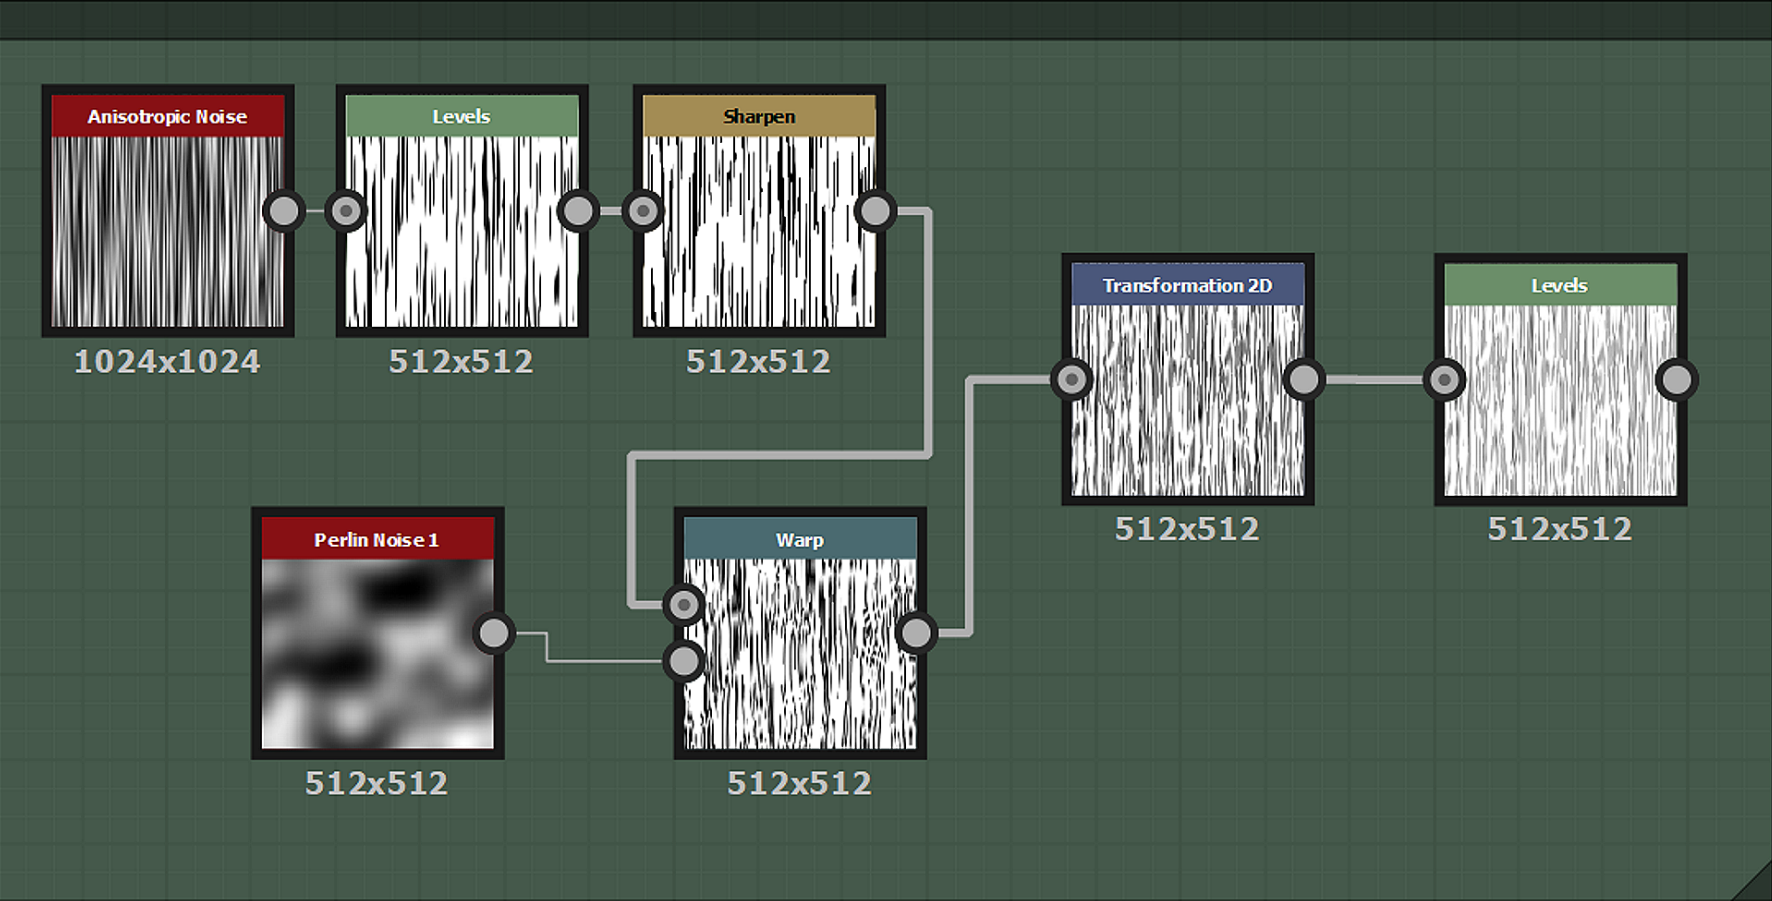 Anisotropic Noise
Levels
Sharpen
1024x1024
512x512
512x512
Transformation 2D
Levels
512x512
512x512
Perlin Noise 1
Warp
512x512
512x512